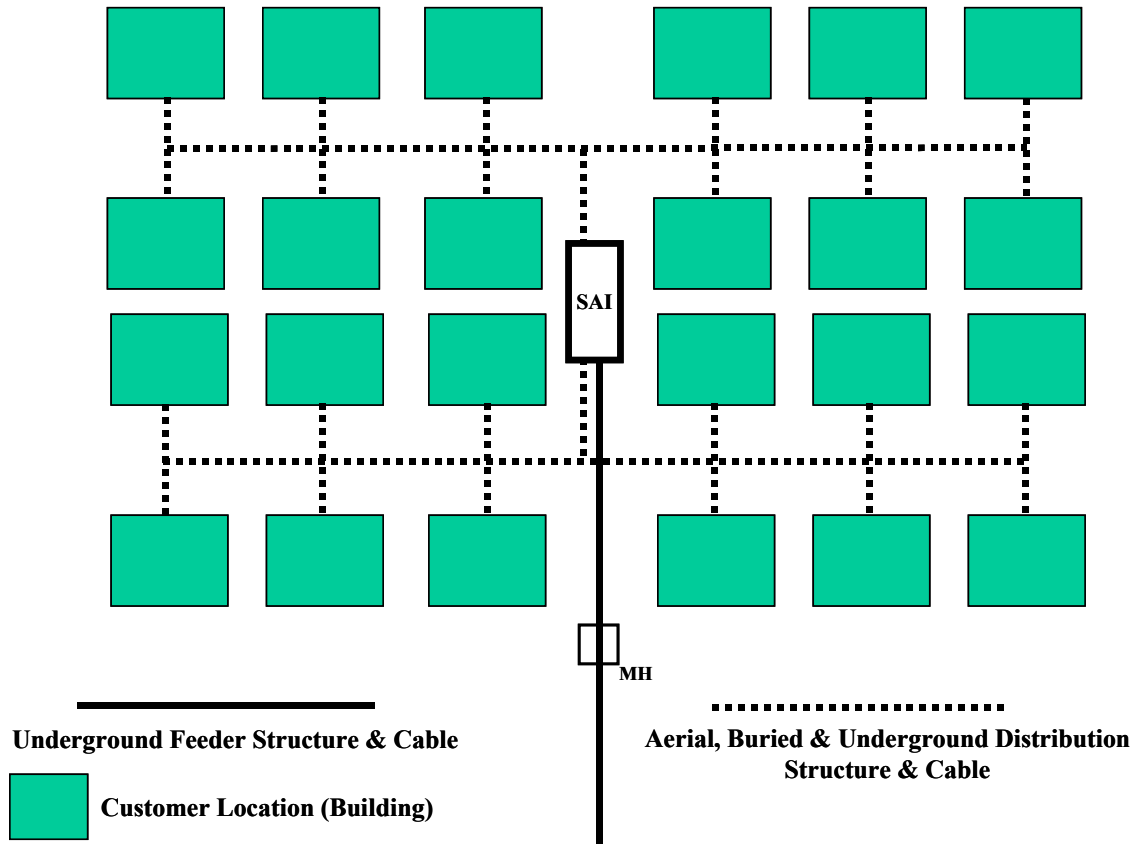 SAI
MH
Underground Feeder Structure & Cable
Aerial, Buried & Underground Distribution
Structure & Cable
Customer Location (Building)